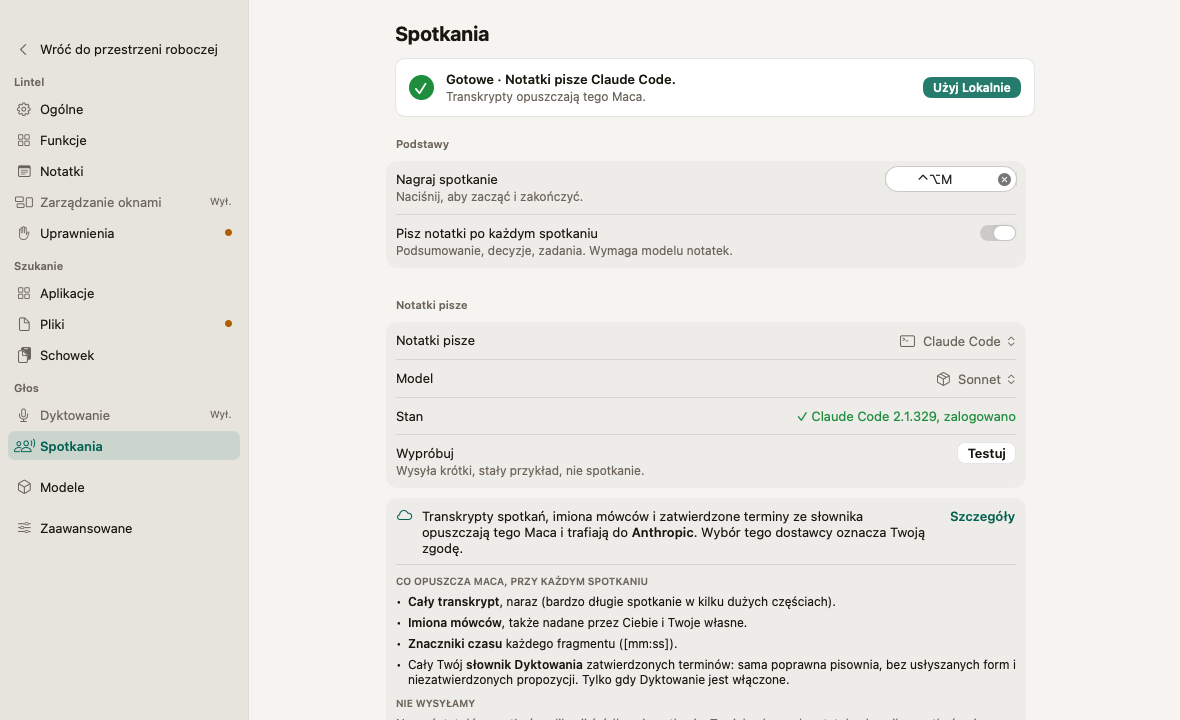 Wróć do przestrzeni roboczej
Lintel
Ogólne
Funkcje
Notatki
Zarządzanie oknami
Wył.
Uprawnienia
Szukanie
Aplikacje
Pliki
Schowek
Głos
Dyktowanie
Wył.
Spotkania
Modele
Zaawansowane
Spotkania
Gotowe · Notatki pisze Claude Code.
Transkrypty opuszczają tego Maca.
Użyj Lokalnie
Podstawy
Nagraj spotkanie
Naciśnij, aby zacząć i zakończyć.
⌃⌥M
Pisz notatki po każdym spotkaniu
Podsumowanie, decyzje, zadania. Wymaga modelu notatek.
Notatki pisze
Notatki pisze
Claude Code
Model
Sonnet
Stan
✓ Claude Code 2.1.329, zalogowano
Wypróbuj
Wysyła krótki, stały przykład, nie spotkanie.
Testuj
Transkrypty spotkań, imiona mówców i zatwierdzone terminy ze słownika
opuszczają tego Maca i trafiają do Anthropic. Wybór tego dostawcy oznacza Twoją
zgodę.
Szczegóły
CO OPUSZCZA MACA, PRZY KAŻDYM SPOTKANIU
• Cały transkrypt, naraz (bardzo długie spotkanie w kilku dużych częściach).
• Imiona mówców, także nadane przez Ciebie i Twoje własne.
• Znaczniki czasu każdego fragmentu ([mm:ss]).
• Cały Twój słownik Dyktowania zatwierdzonych terminów: sama poprawna pisownia, bez usłyszanych form i
niezatwierdzonych propozycji. Tylko gdy Dyktowanie jest włączone.
NIE WYSYŁAMY